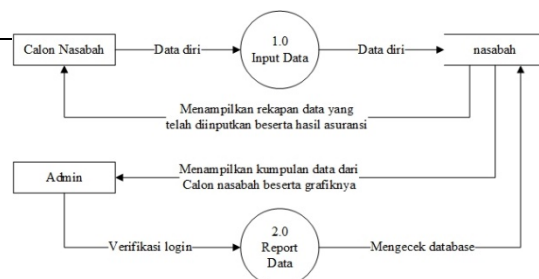 Calon Nasabah
Data diri
1.0
Input Data
Data diri
nasabah
Menampilkan rekapan data yang
telah diinputkan beserta hasil asuransi
Admin
Menampilkan kumpulan data dari
Calon nasabah beserta grafiknya
Verifikasi login
2.0
Report
Data
Mengecek database